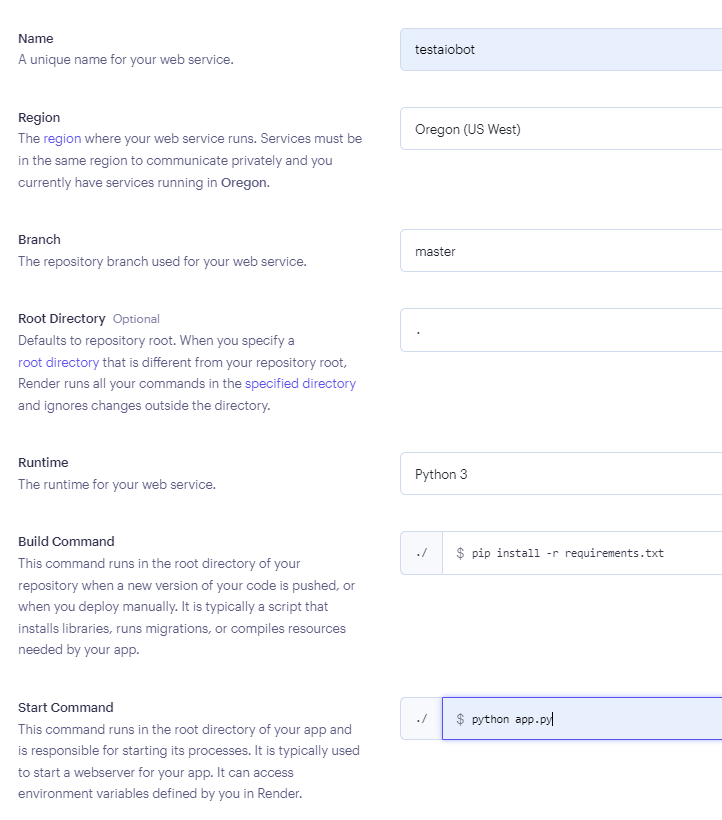 Name
A unique name for your web service.
testaiobot
Region
The region where your web service runs. Services must be
in the same region to communicate privately and you
currently have services running in Oregon.
Oregon (US West)
Branch
The repository branch used for your web service.
master
Root Directory Optional
Defaults to repository root. When you specify a
root directory that is different from your repository root,
Render runs all your commands in the specified directory
and ignores changes outside the directory.
.
Runtime
The runtime for your web service.
Python 3
Build Command
This command runs in the root directory of your
repository when a new version of your code is pushed, or
when you deploy manually. It is typically a script that
installs libraries, runs migrations, or compiles resources
needed by your app.
./ $ pip install -r requirements.txt
Start Command
This command runs in the root directory of your app and
is responsible for starting its processes. It is typically used
to start a webserver for your app. It can access
environment variables defined by you in Render.
./ $ python app.py